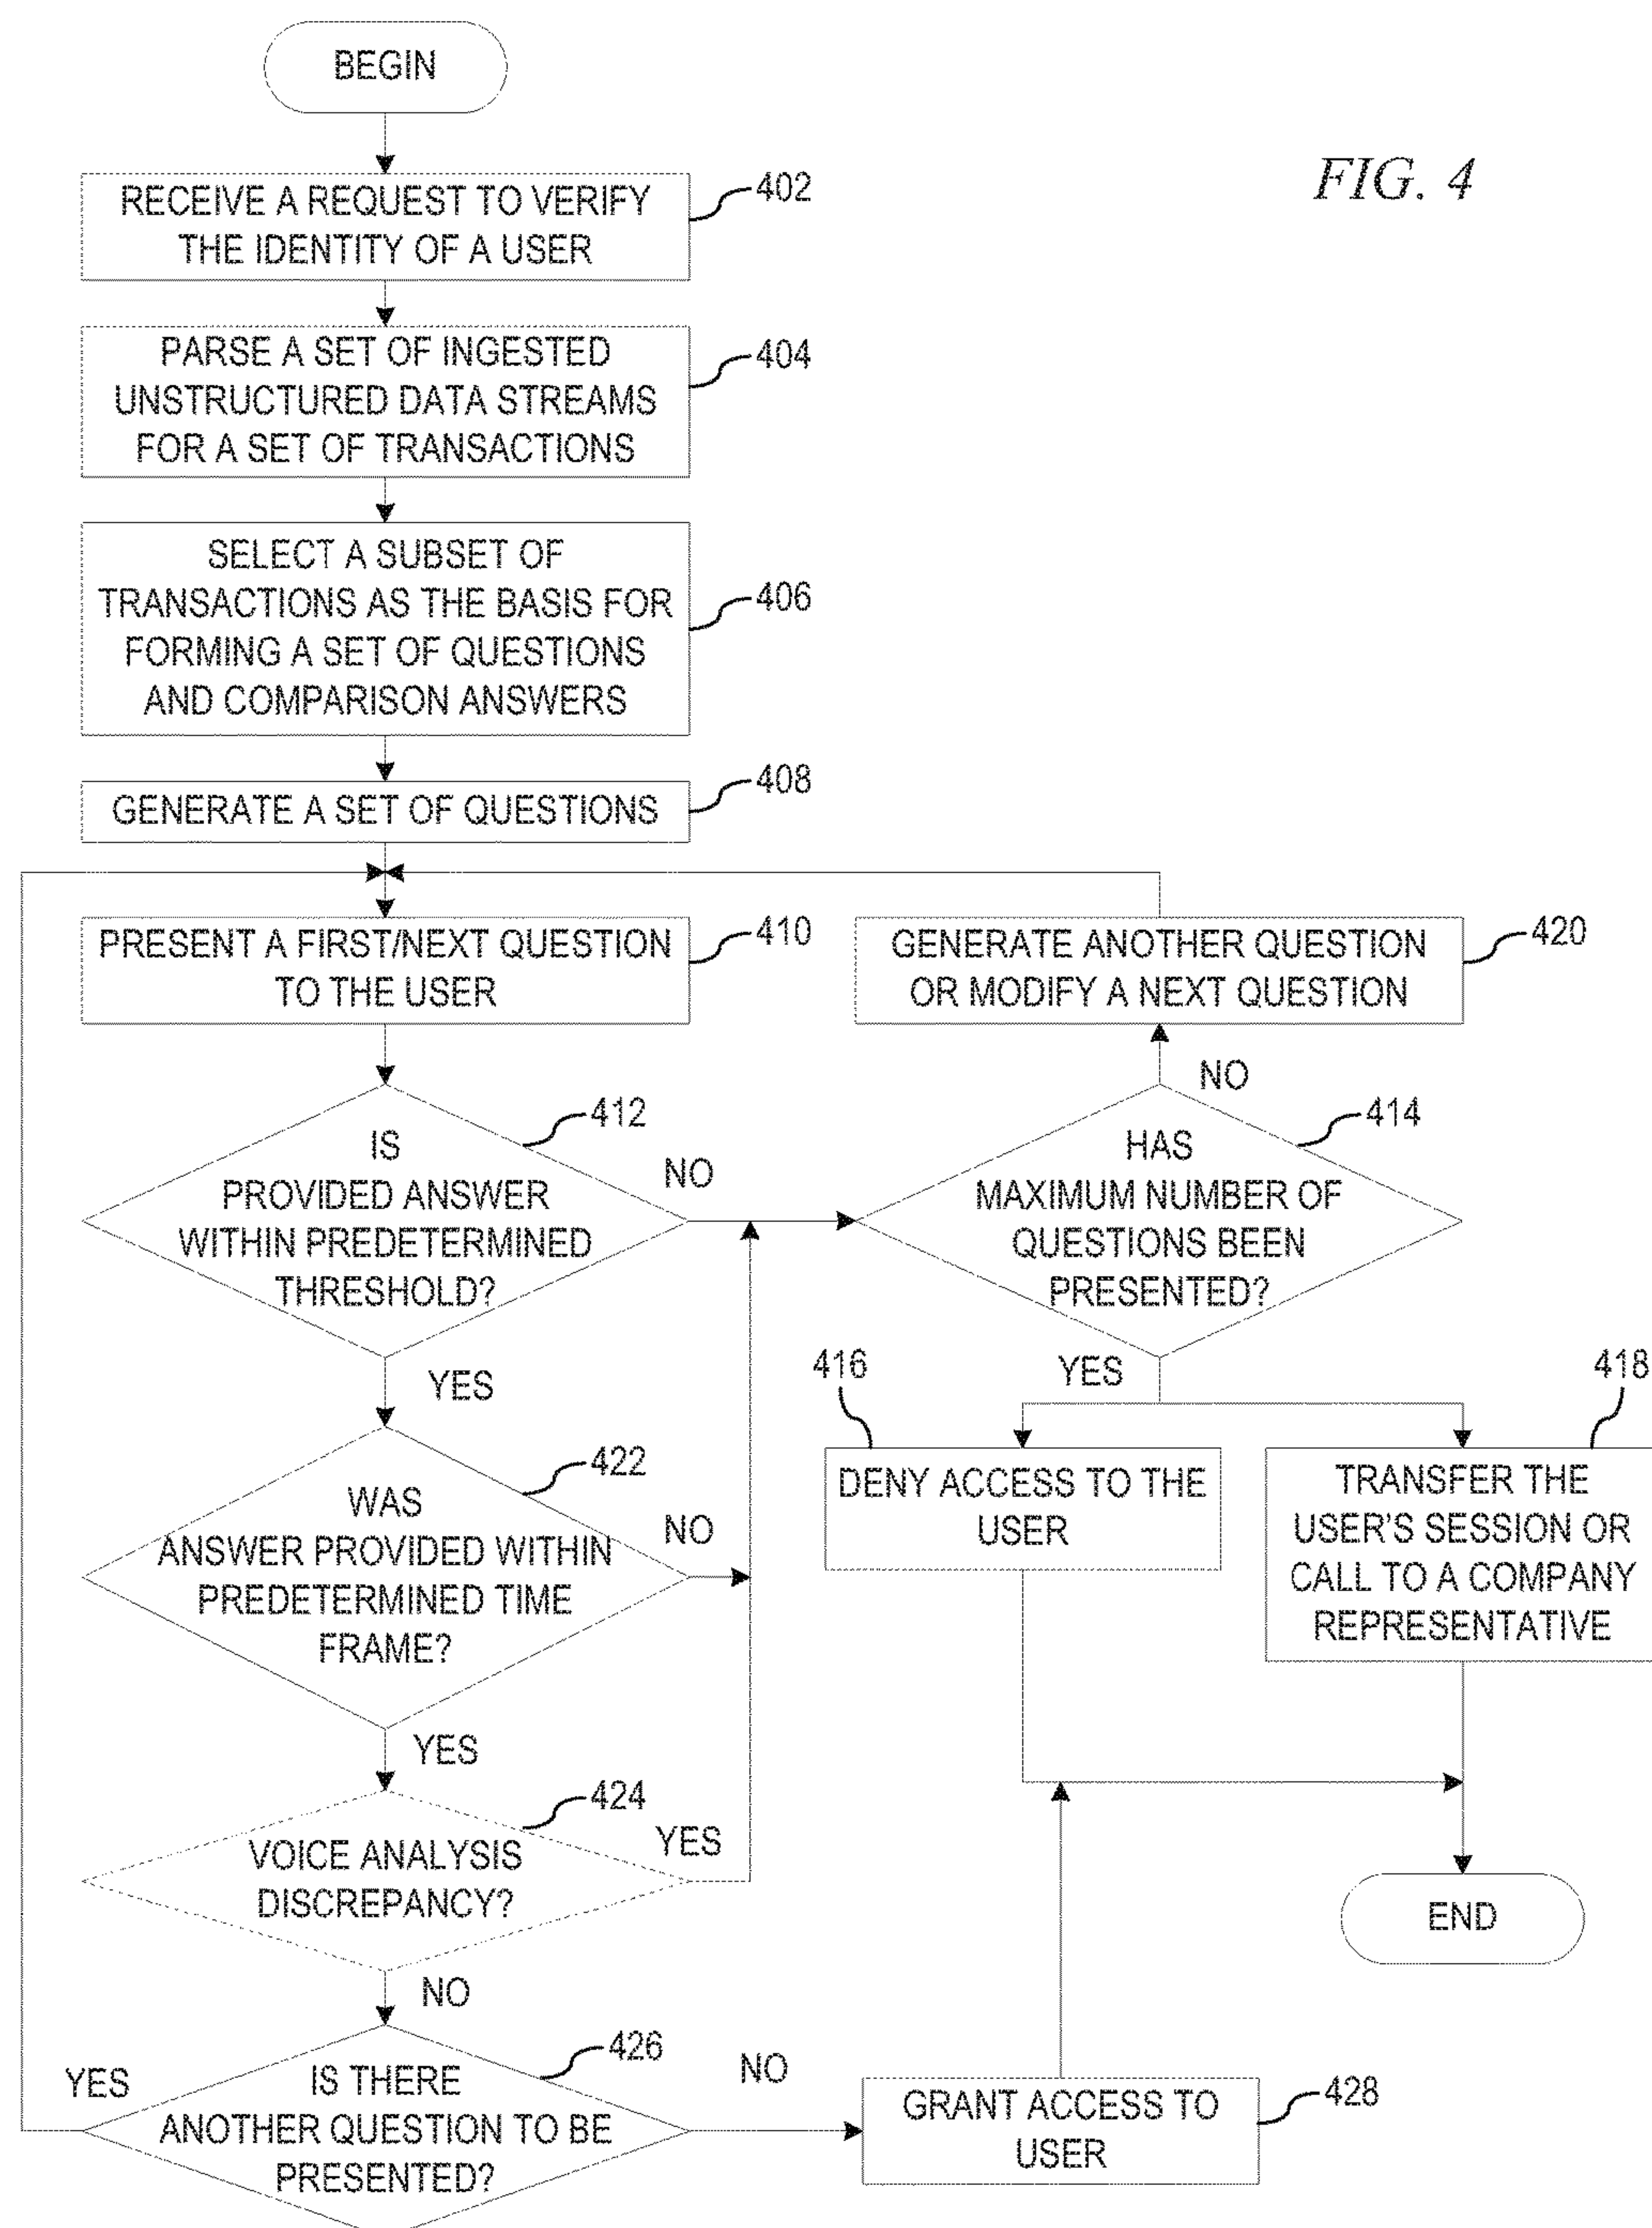 BEGIN
FIG. 4
402
RECEIVE A REQUEST TO VERIFY
THE IDENTITY OF A USER
404
PARSE A SET OF INGESTED
UNSTRUCTURED DATA STREAMS
FOR A SET OF TRANSACTIONS
406
SELECT A SUBSET OF
TRANSACTIONS AS THE BASIS FOR
FORMING A SET OF QUESTIONS
AND COMPARISON ANSWERS
408
GENERATE A SET OF QUESTIONS
410
PRESENT A FIRST/NEXT QUESTION
TO THE USER
420
GENERATE ANOTHER QUESTION
OR MODIFY A NEXT QUESTION
NO
412
IS
PROVIDED ANSWER
WITHIN PREDETERMINED
THRESHOLD?
NO
414
HAS
MAXIMUM NUMBER OF
QUESTIONS BEEN
PRESENTED?
YES
YES
416
DENY ACCESS TO THE
USER
418
TRANSFER THE
USER'S SESSION OR
CALL TO A COMPANY
REPRESENTATIVE
422
WAS
ANSWER PROVIDED WITHIN
PREDETERMINED TIME
FRAME?
NO
YES
424
VOICE ANALYSIS
DISCREPANCY?
YES
END
NO
426
IS THERE
ANOTHER QUESTION TO BE
PRESENTED?
YES
NO
428
GRANT ACCESS TO
USER